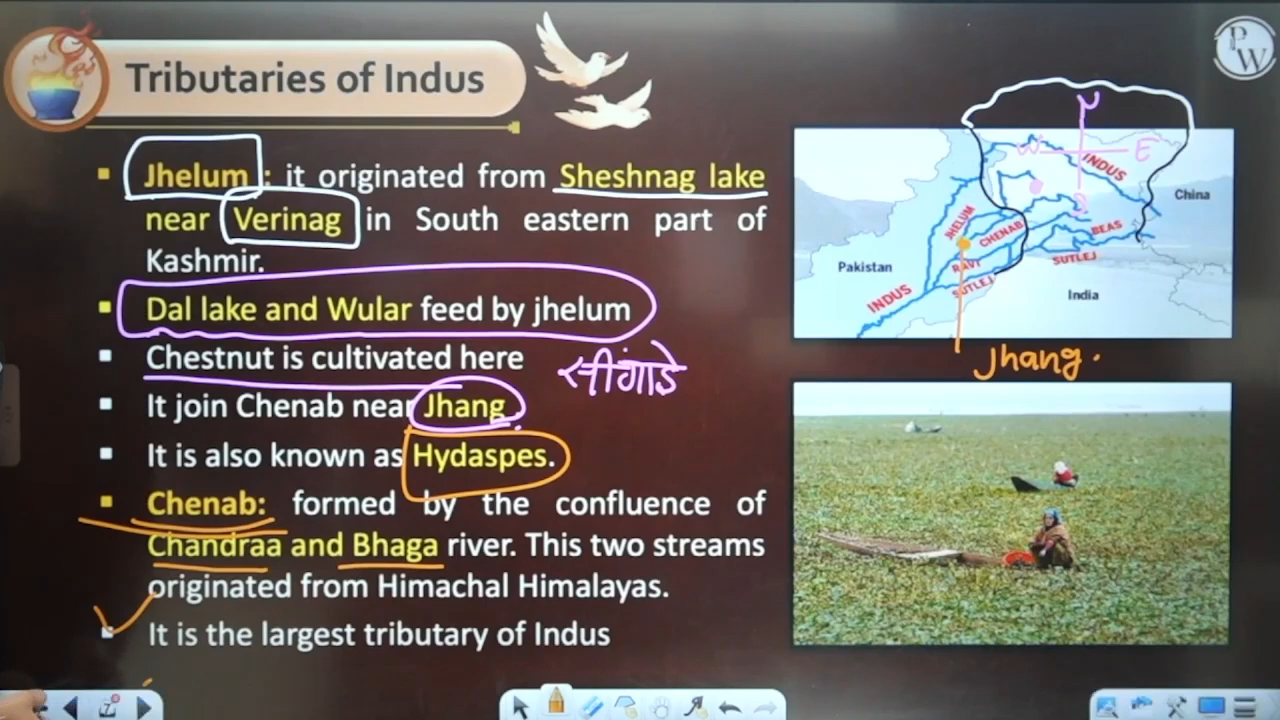 Tributaries of Indus
PW
Jhelum : it originated from Sheshnag lake
near Verinag in South eastern part of
Kashmir.
Dal lake and Wular feed by jhelum
Chestnut is cultivated here
सींगाडे
It join Chenab near Jhang.
It is also known as Hydaspes.
Chenab: formed by the confluence of
Chandraa and Bhaga river. This two streams
originated from Himachal Himalayas.
It is the largest tributary of Indus
N
W
E
S
INDUS
China
JHELUM
CHENAB
BEAS
RAVI
SUTLEJ
Pakistan
SUTLEJ
INDUS
India
Jhang.